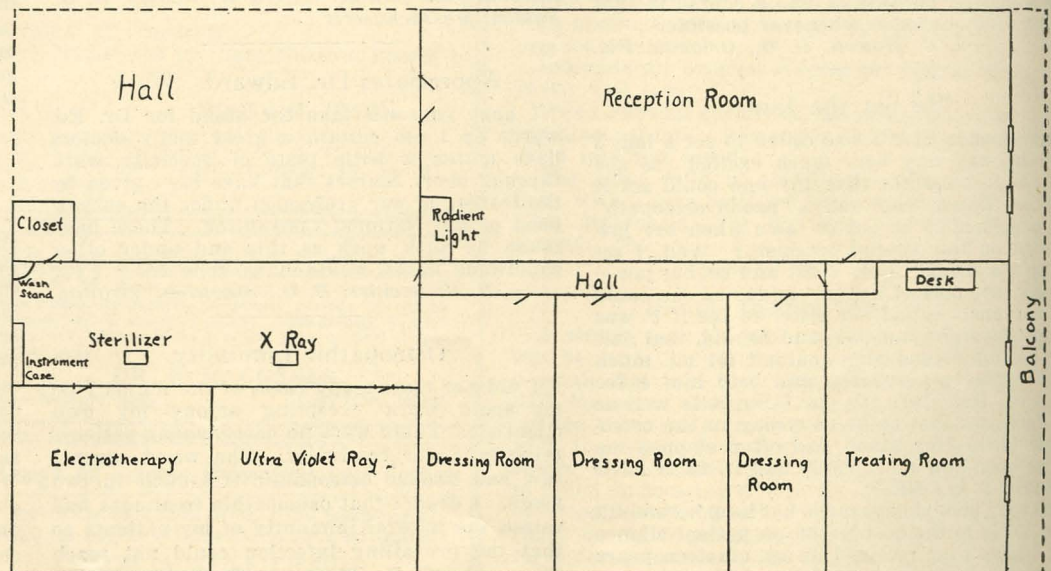 Hall
Reception Room
Closet
Radient
Light
Wash
Stand
Hall
Desk
Balcony
Sterilizer
X Ray
Instrument
Case
Electrotherapy
Ultra Violet Ray
Dressing Room
Dressing Room
Dressing
Room
Treating Room